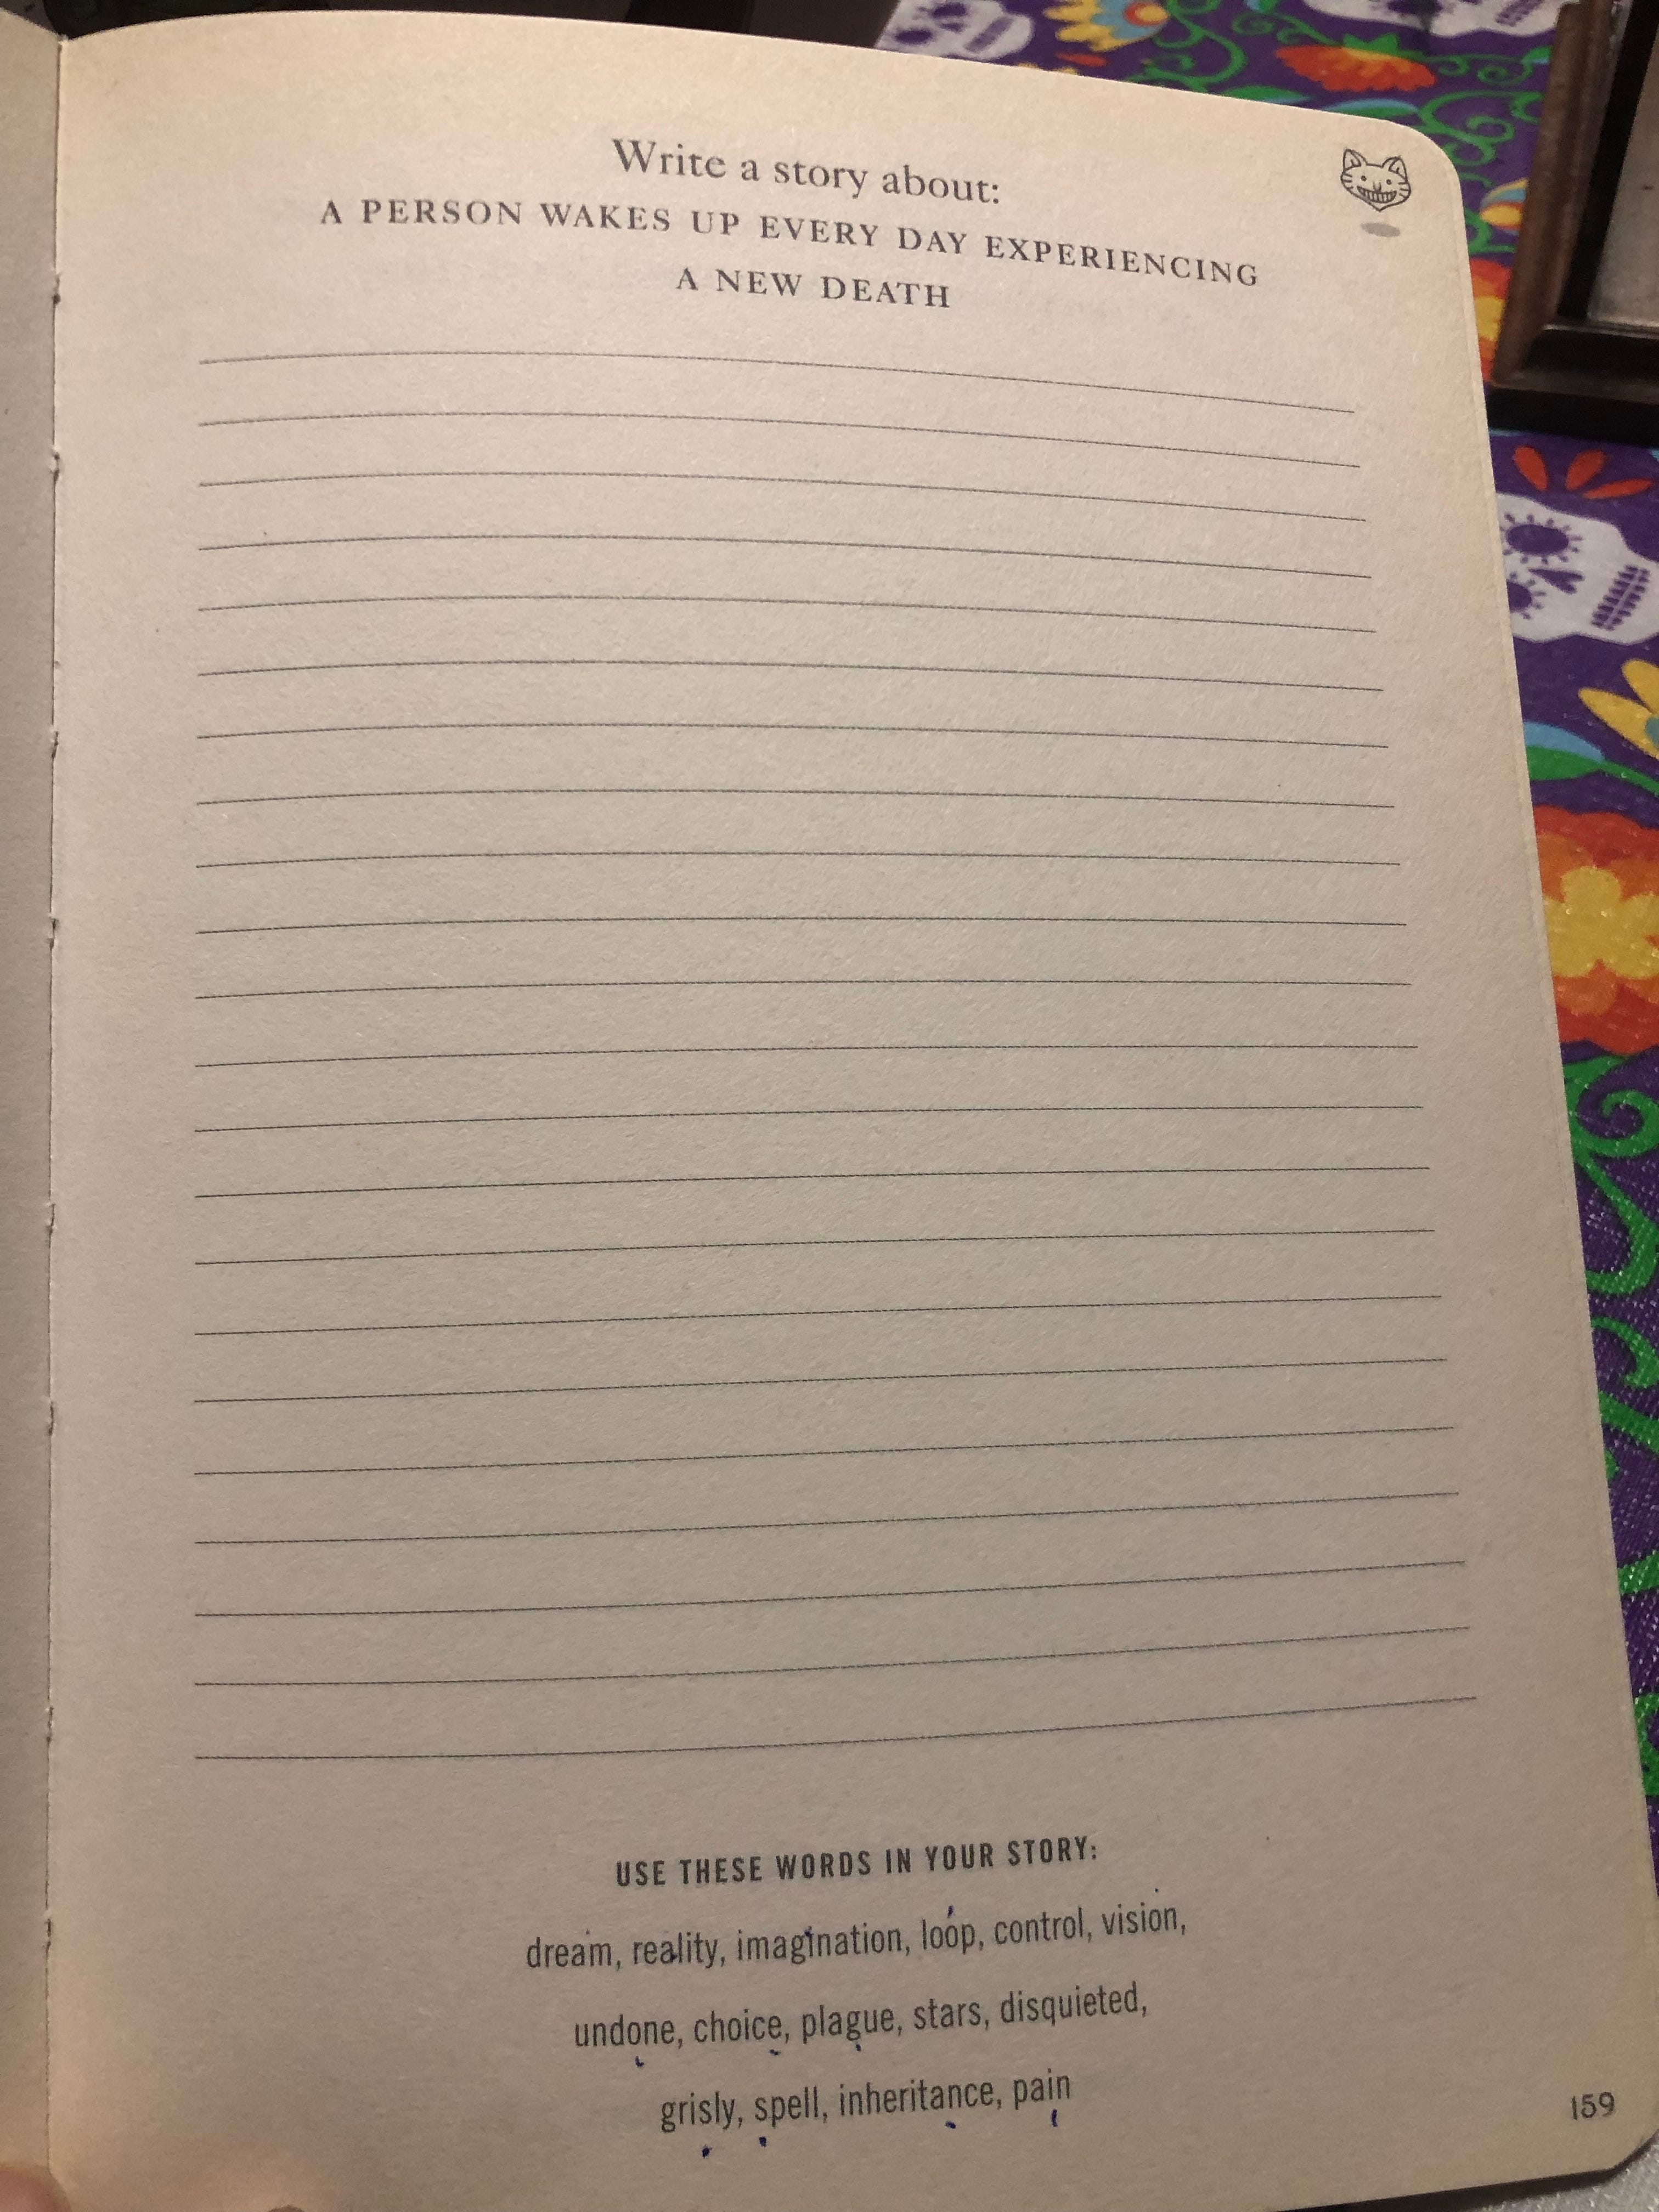 Write a story about:
A PERSON WAKES UP EVERY DAY EXPERIENCING
A NEW DEATH
USE THESE WORDS IN YOUR STORY:
dream, reality, imagination, loop, control, vision,
undone, choice, plague, stars, disquieted,
grisly, spell, inheritance, pain
159